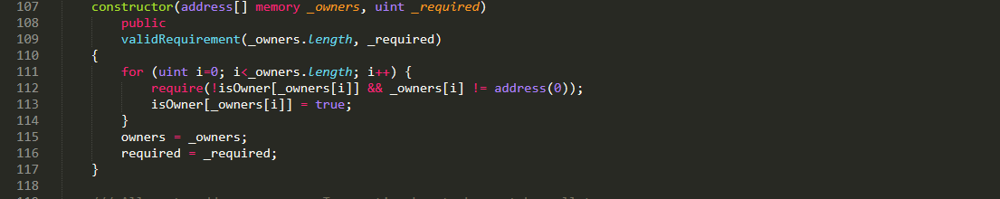 107 constructor(address[] memory _owners, uint _required)
108 public
109 validRequirement(_owners.length, _required)
110 {
111 for (uint i=0; i<_owners.length; i++) {
112 require(!isOwner[_owners[i]] && _owners[i] != address(0));
113 isOwner[_owners[i]] = true;
114 }
115 owners = _owners;
116 required = _required;
117 }
118